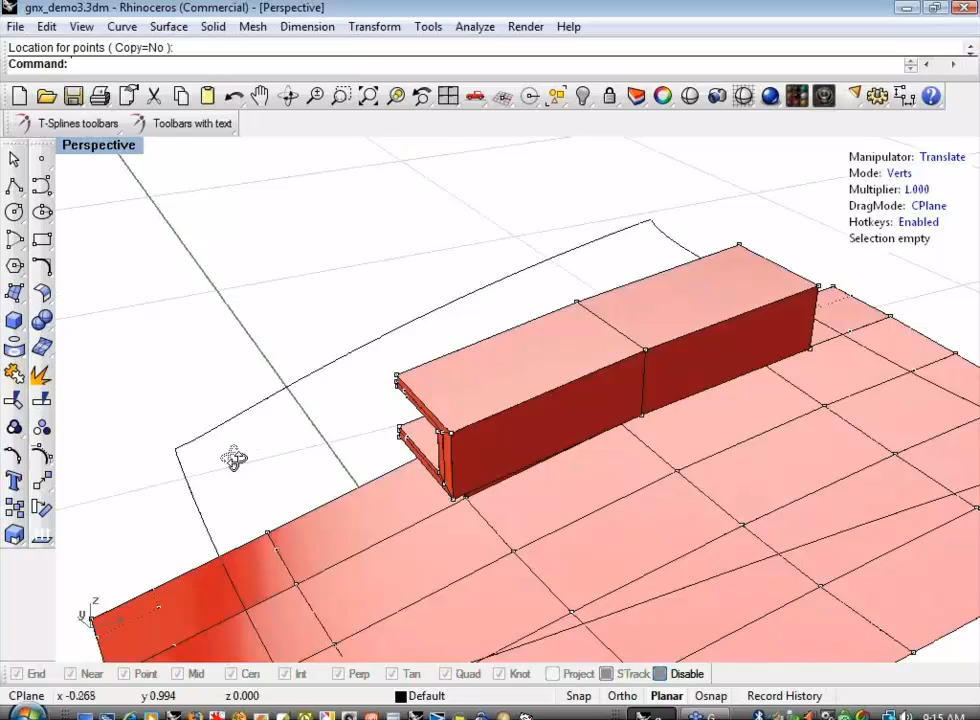 gnx_demo3.3dm - Rhinoceros (Commercial) - [Perspective]
File Edit View Curve Surface Solid Mesh Dimension Transform Tools Analyze Render Help
Location for points ( Copy=No ):
Command:
T-Splines toolbars Toolbars with text
Perspective
Manipulator: Translate
Mode: Verts
Multiplier: 1.000
DragMode: CPlane
Hotkeys: Enabled
Selection empty
z
y
End Near Point Mid Cen Int Perp Tan Quad Knot Project STrack Disable
CPlane x -0.265 y 0.994 z 0.000 Default Snap Ortho Planar Osnap Record History
9:15 AM